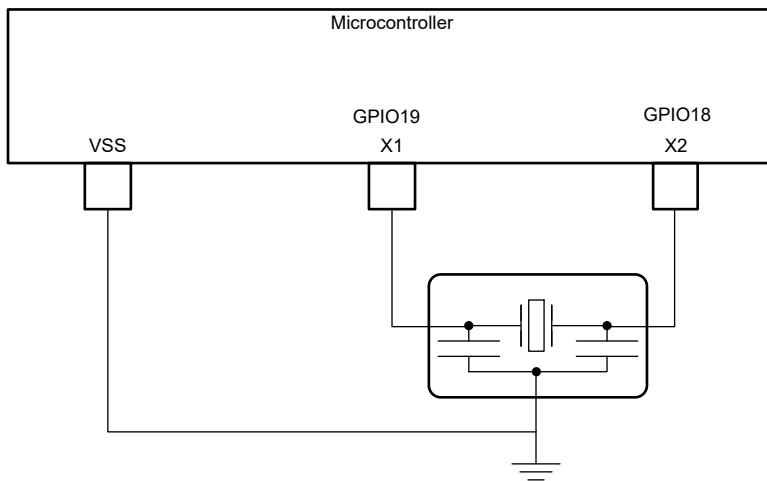 Microcontroller
GPIO19
GPIO18
VSS
X1
X2